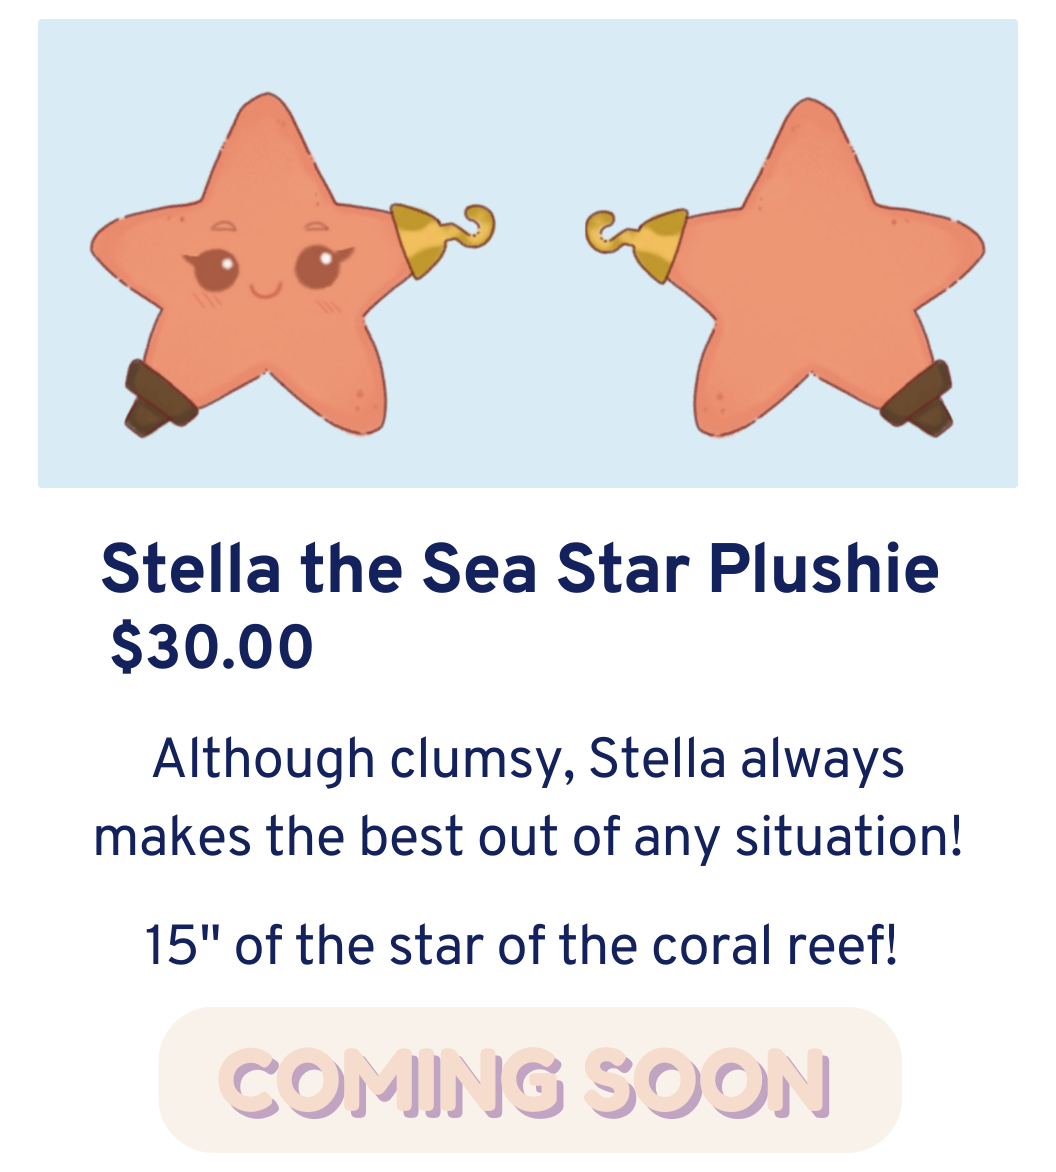 Stella the Sea Star Plushie
$30.00
Although clumsy, Stella always
makes the best out of any situation!
15" of the star of the coral reef!
COMING SOON